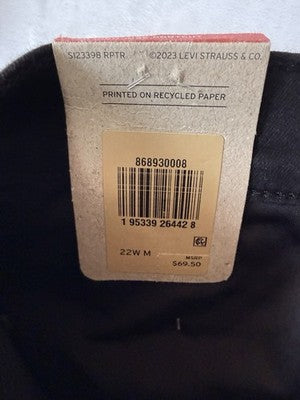 S12339B RPTR. ©2023 LEVI STRAUSS & CO.
PRINTED ON RECYCLED PAPER
868930008
1 95339 26442 8
22W M
MSRP
$69.50